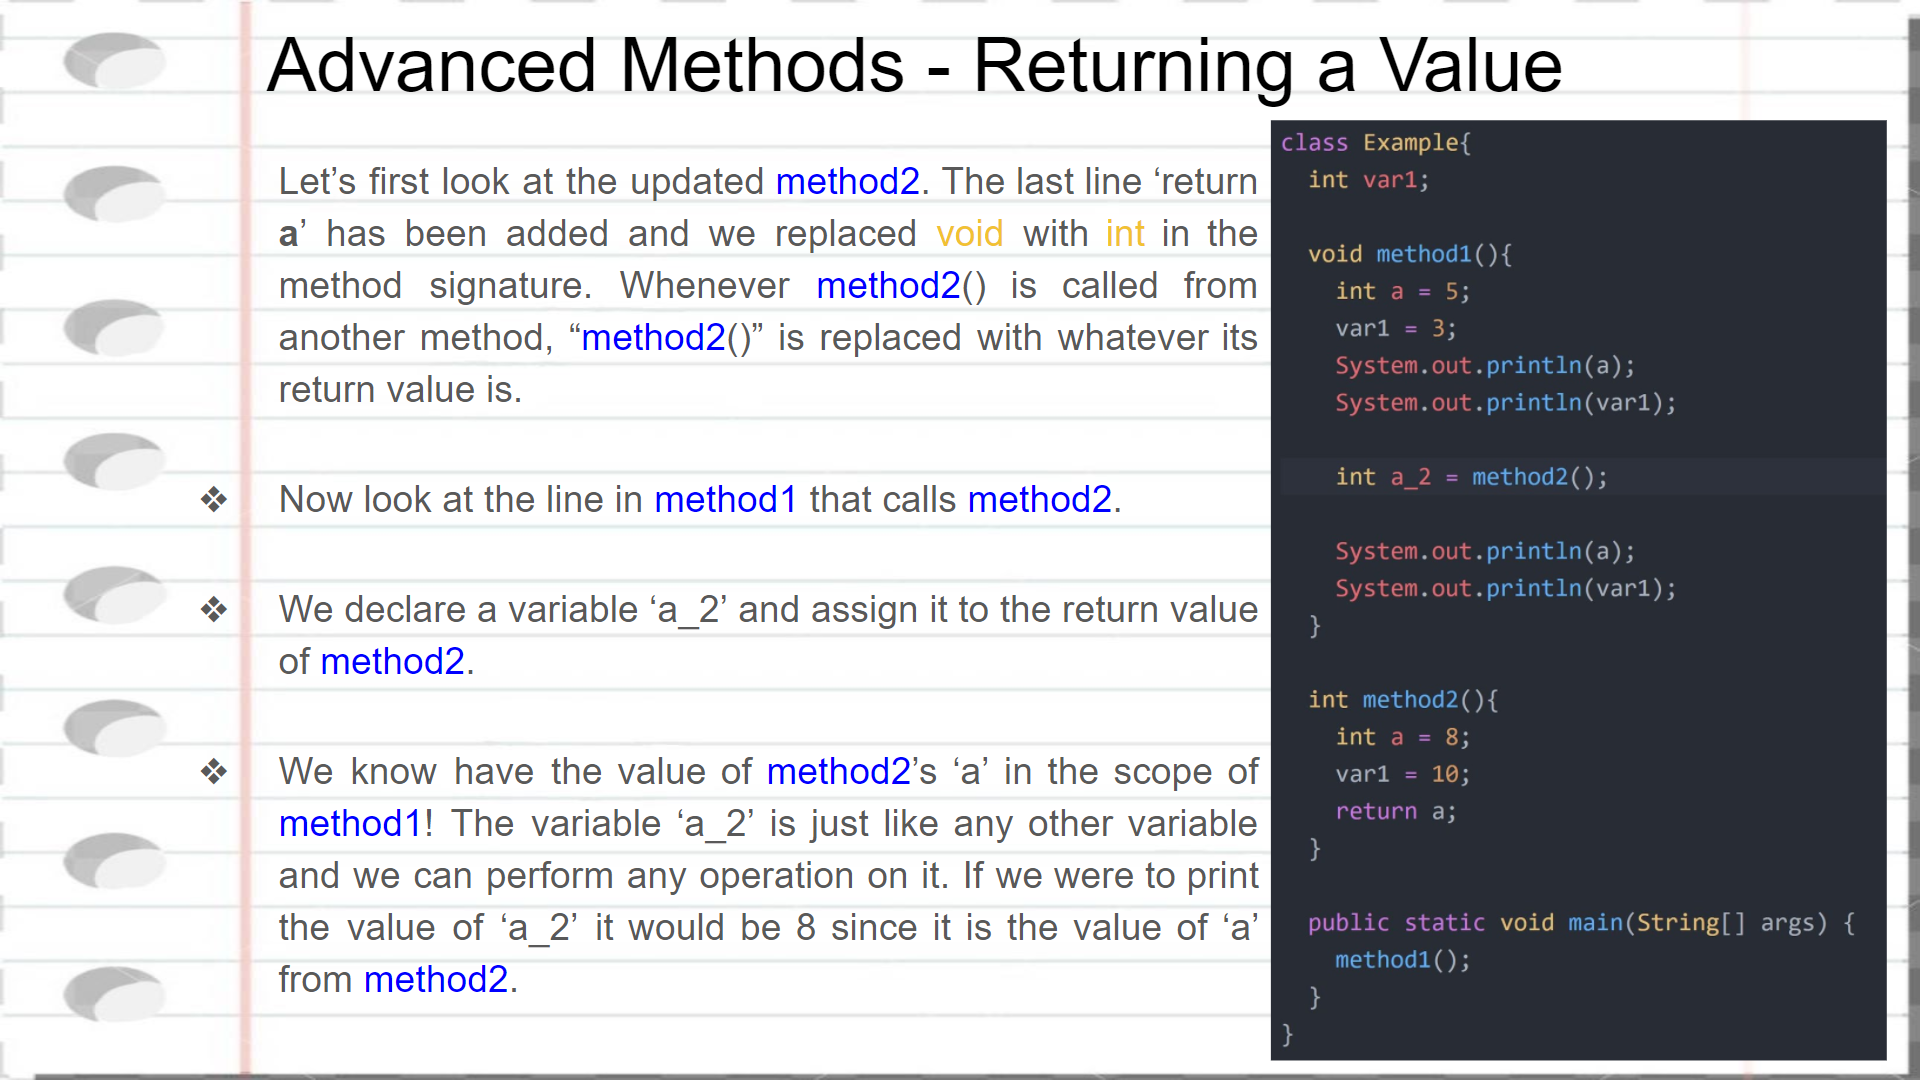 Advanced Methods - Returning a Value
Let’s first look at the updated method2. The last line ‘return
a’ has been added and we replaced void with int in the
method signature. Whenever method2() is called from
another method, “method2()” is replaced with whatever its
return value is.
❖ Now look at the line in method1 that calls method2.
❖ We declare a variable ‘a_2’ and assign it to the return value
of method2.
❖ We know have the value of method2’s ‘a’ in the scope of
method1! The variable ‘a_2’ is just like any other variable
and we can perform any operation on it. If we were to print
the value of ‘a_2’ it would be 8 since it is the value of ‘a’
from method2.
class Example{
int var1;
void method1(){
int a = 5;
var1 = 3;
System.out.println(a);
System.out.println(var1);
int a_2 = method2();
System.out.println(a);
System.out.println(var1);
}
int method2(){
int a = 8;
var1 = 10;
return a;
}
public static void main(String[] args) {
method1();
}
}